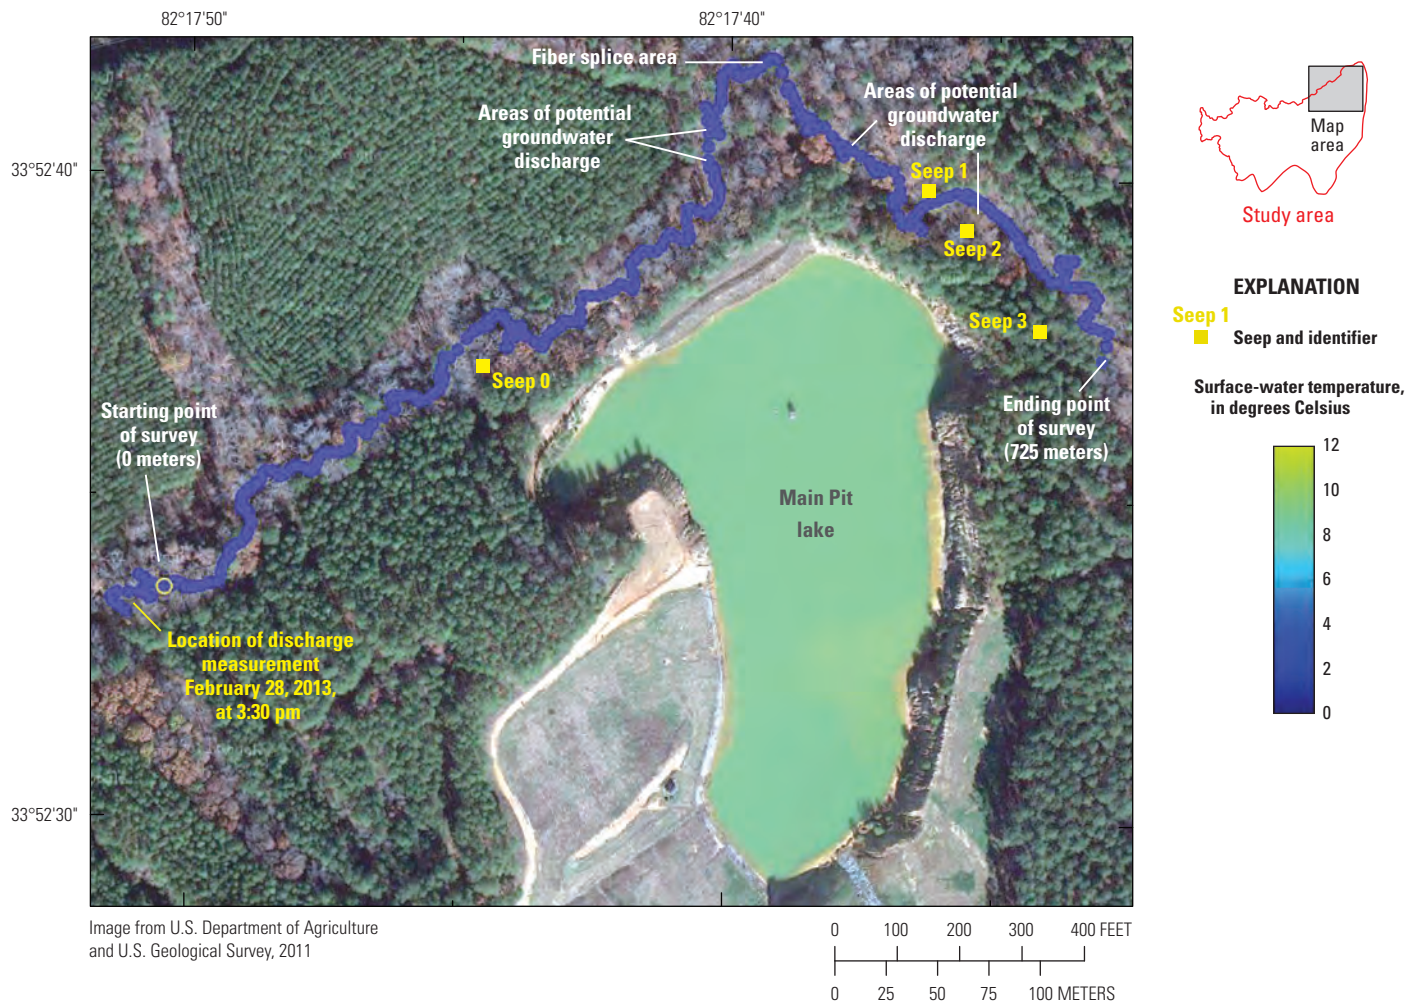 82°17'50"
82°17'40"
Fiber splice area
Areas of potential
groundwater
discharge
Areas of potential
groundwater
discharge
33°52'40"
Seep 1
Seep 2
Seep 3
Seep 0
Starting point
of survey
(0 meters)
Ending point
of survey
(725 meters)
Main Pit
lake
Location of discharge
measurement
February 28, 2013,
at 3:30 pm
33°52'30"
Map
area
Study area
EXPLANATION
Seep 1
Seep and identifier
Surface-water temperature,
in degrees Celsius
12
10
8
6
4
2
0
Image from U.S. Department of Agriculture
and U.S. Geological Survey, 2011
0 100 200 300 400 FEET
0 25 50 75 100 METERS